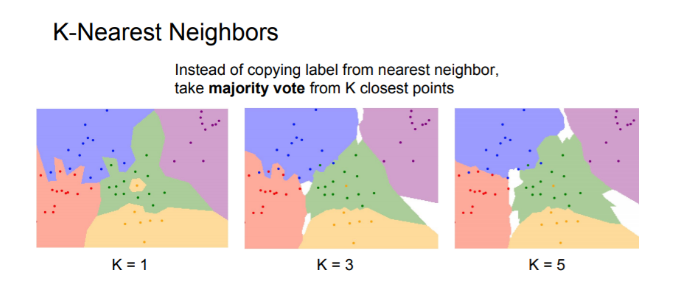 K-Nearest Neighbors
Instead of copying label from nearest neighbor,
take majority vote from K closest points
K = 1
K = 3
K = 5